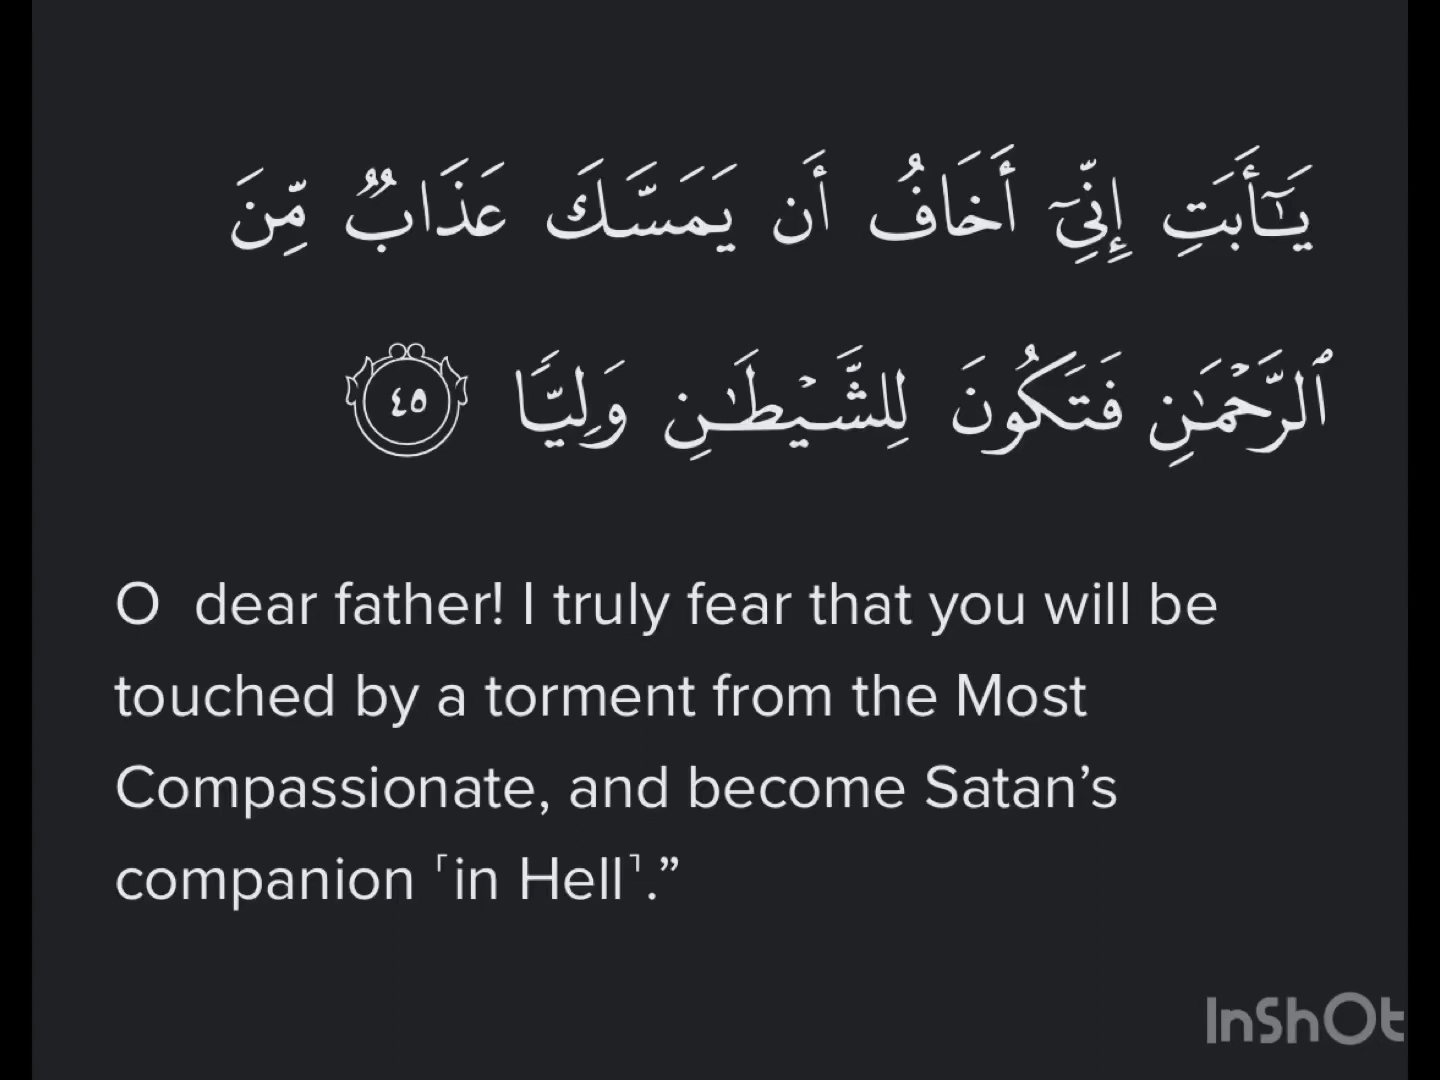 يَـٰٓأَبَتِ إِنِّىٓ أَخَافُ أَن يَمَسَّكَ عَذَابٌ مِّنَ
ٱلرَّحْمَـٰنِ فَتَكُونَ لِلشَّيْطَـٰنِ وَلِيًّا ٤٥
O dear father! I truly fear that you will be
touched by a torment from the Most
Compassionate, and become Satan’s
companion ˹in Hell˺.”
InShOt